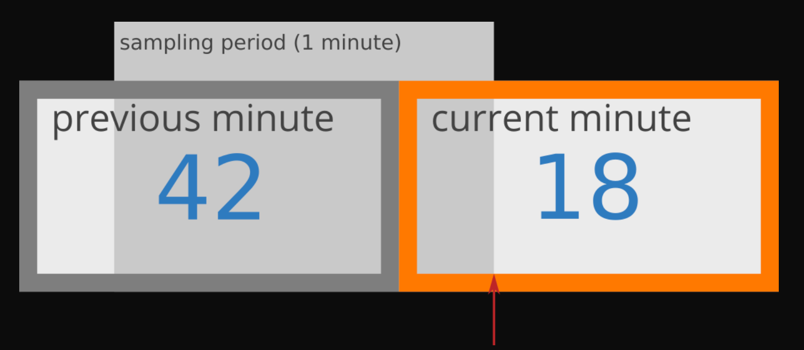 sampling period (1 minute)
previous minute
current minute
42
18